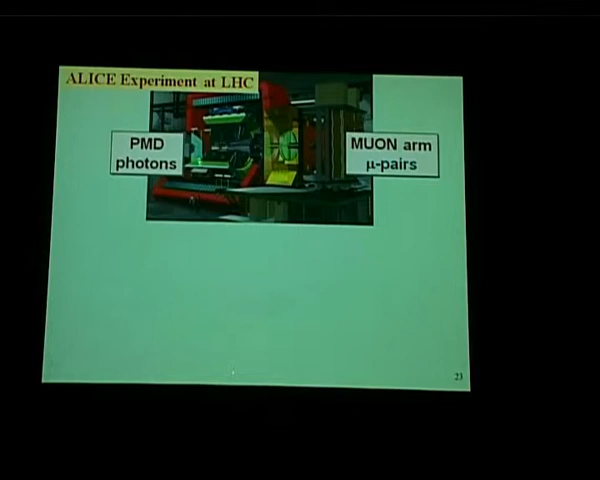 ALICE Experiment at LHC
PMD
photons
MUON arm
μ-pairs
23